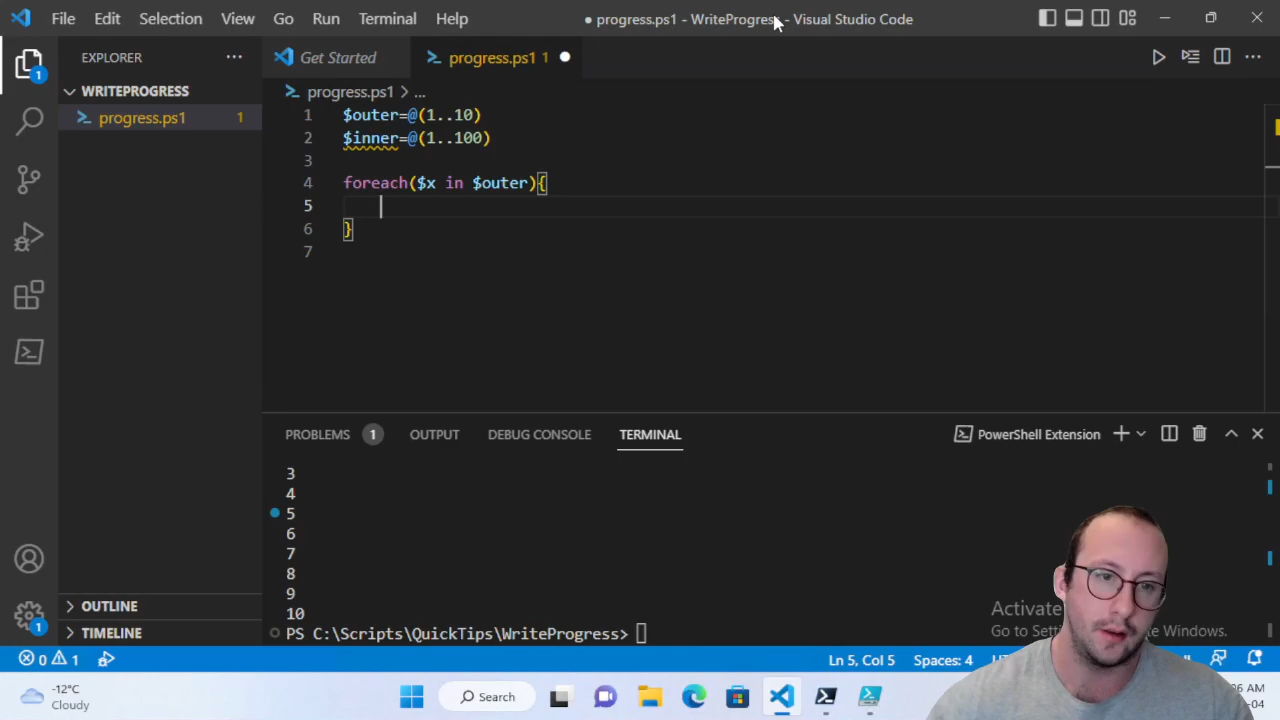 File Edit Selection View Go Run Terminal Help
● progress.ps1 - WriteProgress - Visual Studio Code
EXPLORER
Get Started
progress.ps1 1
WRITEPROGRESS
progress.ps1 1
progress.ps1 > ...
1 $outer=@(1..10)
2 $inner=@(1..100)
3
4 foreach($x in $outer){
5
6 }
7
PROBLEMS 1 OUTPUT DEBUG CONSOLE TERMINAL
PowerShell Extension
3
4
5
6
7
8
9
10
PS C:\Scripts\QuickTips\WriteProgress>
OUTLINE
TIMELINE
1
1
Activate
Go to Windows.
0 1
Ln 5, Col 5 Spaces: 4
-12°C
Cloudy
Search